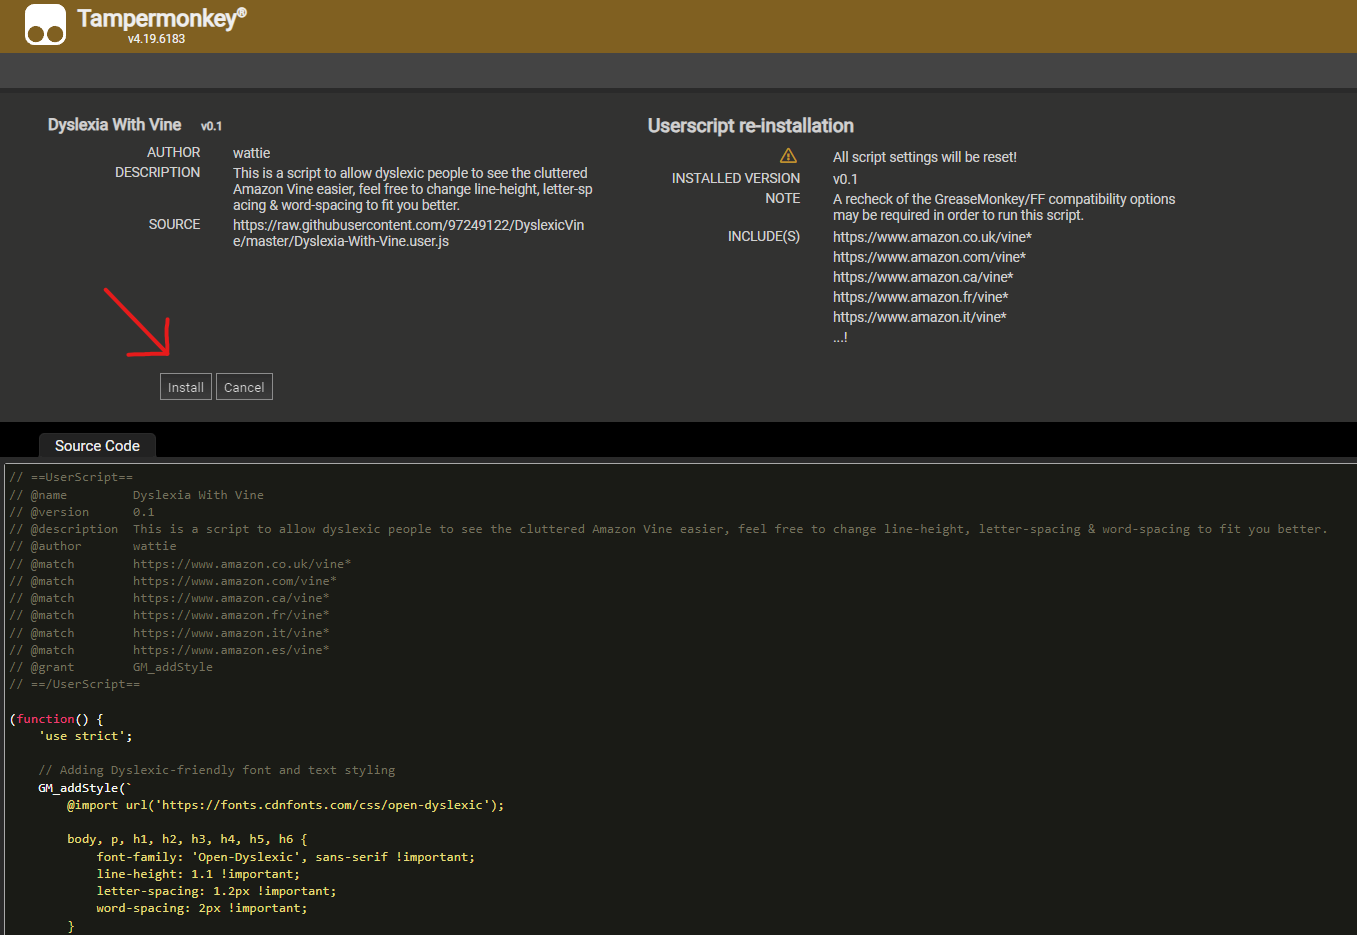 Tampermonkey®
v4.19.6183
Dyslexia With Vine v0.1
AUTHOR wattie
DESCRIPTION This is a script to allow dyslexic people to see the cluttered
Amazon Vine easier, feel free to change line-height, letter-sp
acing & word-spacing to fit you better.
SOURCE https://raw.githubusercontent.com/97249122/DyslexicVin
e/master/Dyslexia-With-Vine.user.js
Install Cancel
Userscript re-installation
All script settings will be reset!
INSTALLED VERSION v0.1
NOTE A recheck of the GreaseMonkey/FF compatibility options
may be required in order to run this script.
INCLUDE(S) https://www.amazon.co.uk/vine*
https://www.amazon.com/vine*
https://www.amazon.ca/vine*
https://www.amazon.fr/vine*
https://www.amazon.it/vine*
...!
Source Code
// ==UserScript==
// @name Dyslexia With Vine
// @version 0.1
// @description This is a script to allow dyslexic people to see the cluttered Amazon Vine easier, feel free to change line-height, letter-spacing & word-spacing to fit you better.
// @author wattie
// @match https://www.amazon.co.uk/vine*
// @match https://www.amazon.com/vine*
// @match https://www.amazon.ca/vine*
// @match https://www.amazon.fr/vine*
// @match https://www.amazon.it/vine*
// @match https://www.amazon.es/vine*
// @grant GM_addStyle
// ==/UserScript==
(function() {
'use strict';
// Adding Dyslexic-friendly font and text styling
GM_addStyle(`
@import url('https://fonts.cdnfonts.com/css/open-dyslexic');
body, p, h1, h2, h3, h4, h5, h6 {
font-family: 'Open-Dyslexic', sans-serif !important;
line-height: 1.1 !important;
letter-spacing: 1.2px !important;
word-spacing: 2px !important;
}